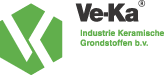 Ve-Ka®
Industrie Keramische
Grondstoffen b.v.